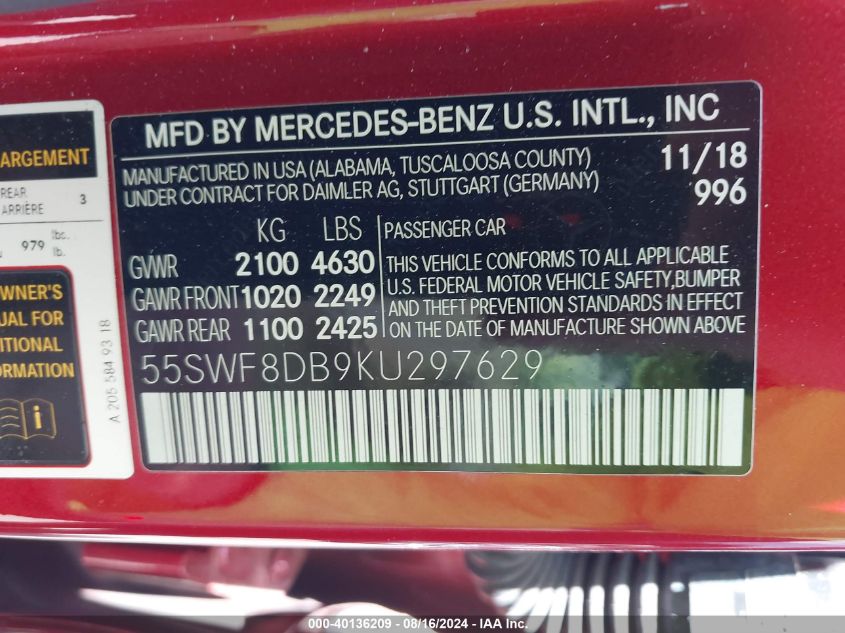 ARGEMENT
REAR
ARRIÈRE 3
979 lbc.
lb.
WNER'S
UAL FOR
ITIONAL
ORMATION
i
A 205 584 93 18
MFD BY MERCEDES-BENZ U.S. INTL., INC
MANUFACTURED IN USA (ALABAMA, TUSCALOOSA COUNTY) 11/18
UNDER CONTRACT FOR DAIMLER AG, STUTTGART (GERMANY) 996
KG LBS PASSENGER CAR
GVWR 2100 4630
GAWR FRONT 1020 2249
GAWR REAR 1100 2425
THIS VEHICLE CONFORMS TO ALL APPLICABLE
U.S. FEDERAL MOTOR VEHICLE SAFETY,BUMPER
AND THEFT PREVENTION STANDARDS IN EFFECT
ON THE DATE OF MANUFACTURE SHOWN ABOVE
55SWF8DB9KU297629
000-40136209 - 08/16/2024 - IAA Inc.